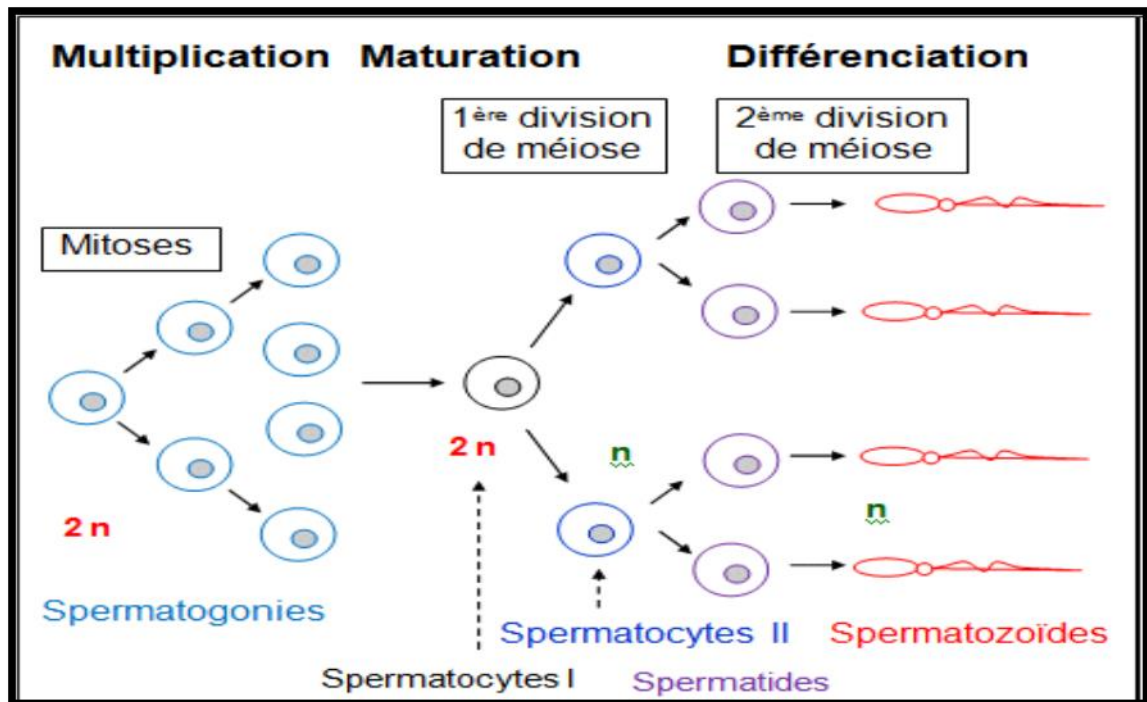 Multiplication Maturation Différenciation
1ère division
de méiose
2ème division
de méiose
Mitoses
2 n
n
n
2 n
Spermatogonies
Spermatocytes II
Spermatozoïdes
Spermatocytes I
Spermatides